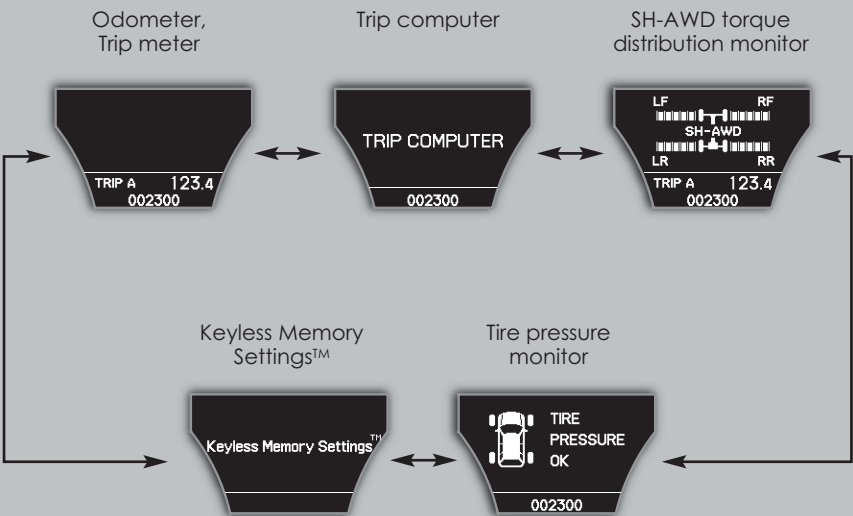 Odometer,
Trip meter
Trip computer
SH-AWD torque
distribution monitor
TRIP A 123.4
002300
TRIP COMPUTER
002300
LF RF
SH-AWD
LR RR
TRIP A 123.4
002300
Keyless Memory
Settings™
Tire pressure
monitor
Keyless Memory Settings™
TIRE
PRESSURE
OK
002300